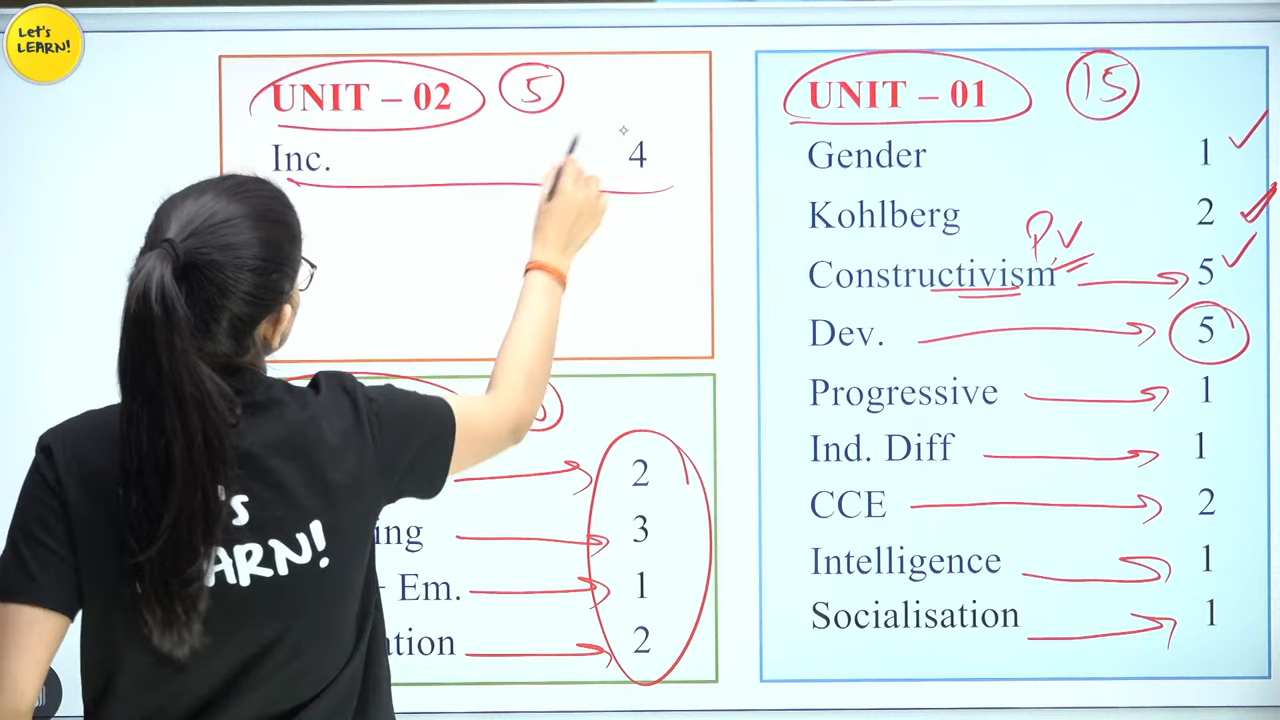 Let's
LEARN!
UNIT – 02 5
Inc. 4
2
ing 3
- Em. 1
ation 2
UNIT – 01 15
Gender 1
Kohlberg 2
PV
Constructivism 5
Dev. 5
Progressive 1
Ind. Diff 1
CCE 2
Intelligence 1
Socialisation 1
's
ARN!